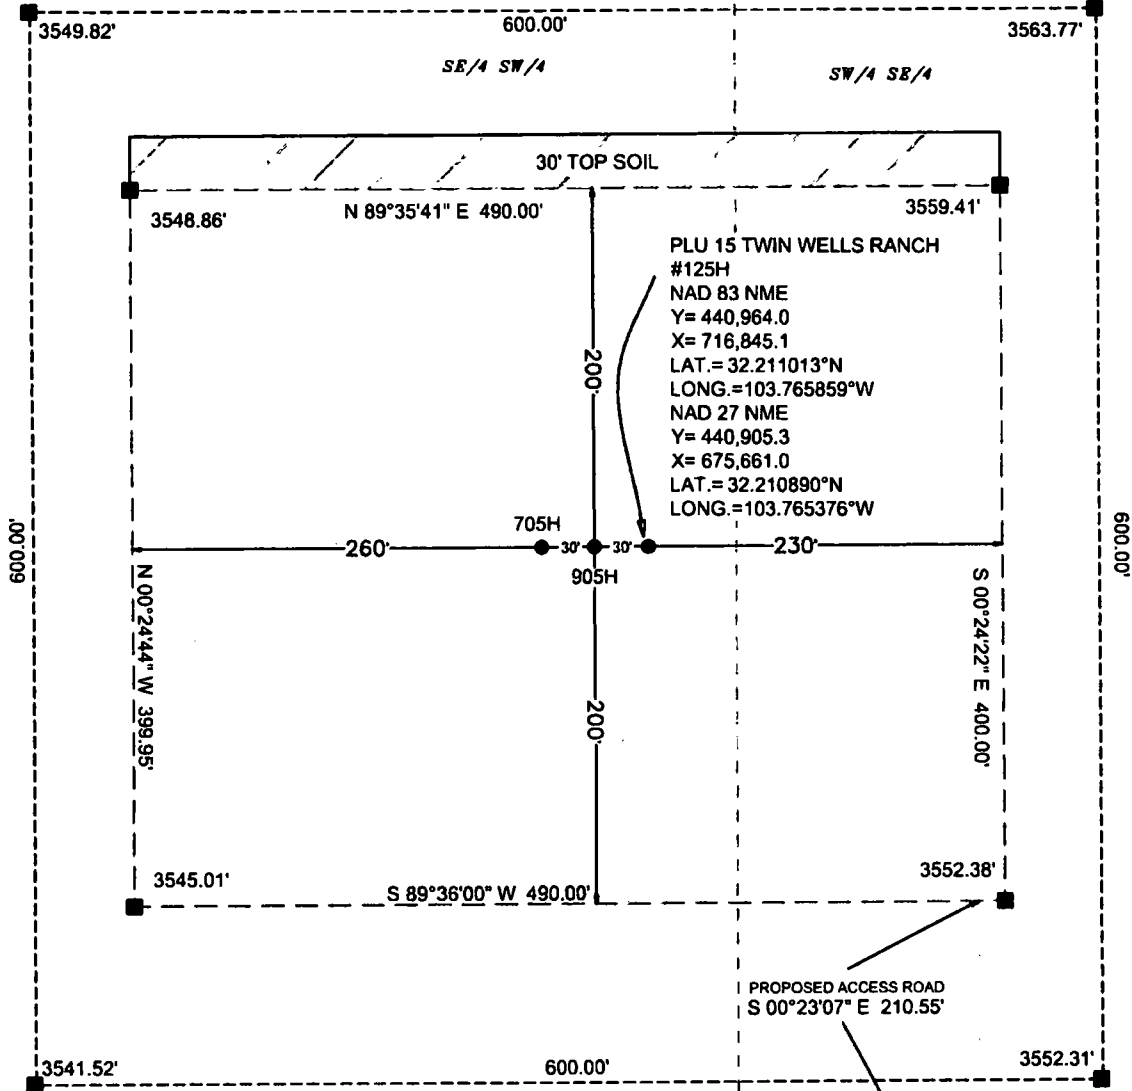 3549.82'
600.00'
3563.77'
SE/4 SW/4
SW/4 SE/4
30' TOP SOIL
3548.86'
N 89°35'41" E 490.00'
3559.41'
PLU 15 TWIN WELLS RANCH
#125H
NAD 83 NME
Y= 440,964.0
X= 716,845.1
LAT.= 32.211013°N
LONG.=103.765859°W
NAD 27 NME
Y= 440,905.3
X= 675,661.0
LAT.= 32.210890°N
LONG.=103.765376°W
200'
600.00'
600.00'
705H
260'
30'
30'
230'
905H
N 00°24'44" W 399.95'
S 00°24'22" E 400.00'
200'
3545.01'
3552.38'
S 89°36'00" W 490.00'
PROPOSED ACCESS ROAD
S 00°23'07" E 210.55'
3541.52'
600.00'
3552.31'